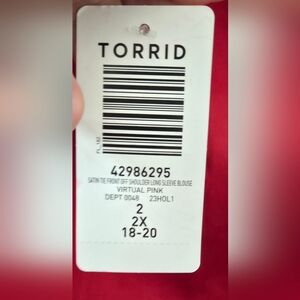 TORRID
42986295
SATIN TIE FRONT OFF SHOULDER LONG SLEEVE BLOUSE
VIRTUAL PINK
DEPT 0048 23HOL1
2
2X
18-20